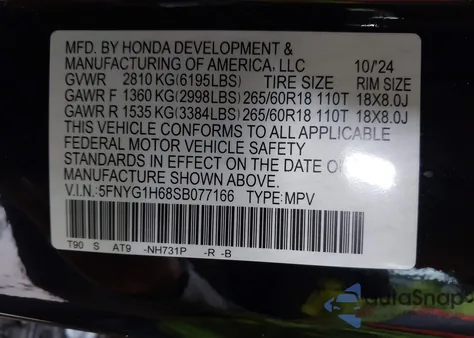 MFD. BY HONDA DEVELOPMENT &
MANUFACTURING OF AMERICA, LLC 10/'24
GVWR 2810 KG(6195LBS) TIRE SIZE RIM SIZE
GAWR F 1360 KG(2998LBS) 265/60R18 110T 18X8.0J
GAWR R 1535 KG(3384LBS) 265/60R18 110T 18X8.0J
THIS VEHICLE CONFORMS TO ALL APPLICABLE
FEDERAL MOTOR VEHICLE SAFETY
STANDARDS IN EFFECT ON THE DATE OF
MANUFACTURE SHOWN ABOVE.
V.I.N.: 5FNYG1H68SB077166 TYPE: MPV
T90 S AT9 -NH731P -R -B
AutoSnap